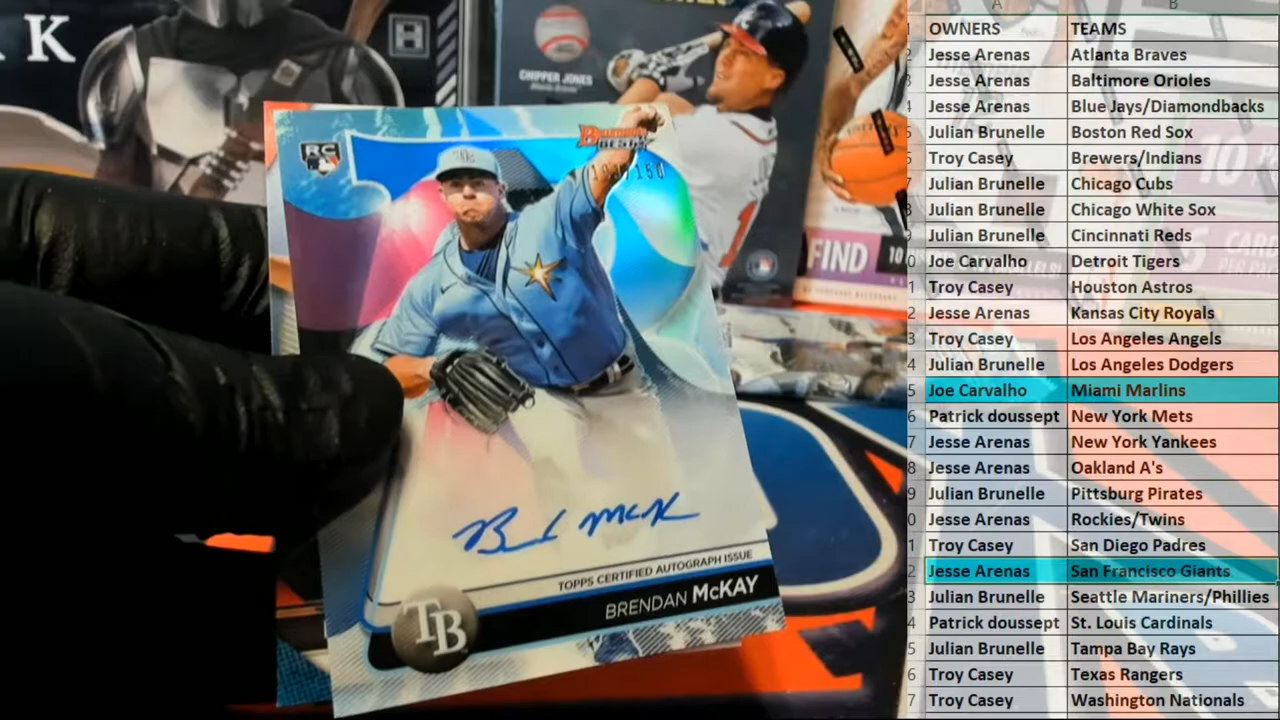 K
H
CHIPPER JONES
FIND
10
RC
Bowman's
BEST
Brendan McK
TOPPS CERTIFIED AUTOGRAPH ISSUE
BRENDAN McKAY
TB
A B
OWNERS TEAMS
Jesse Arenas Atlanta Braves
Jesse Arenas Baltimore Orioles
Jesse Arenas Blue Jays/Diamondbacks
Julian Brunelle Boston Red Sox
Troy Casey Brewers/Indians
Julian Brunelle Chicago Cubs
Julian Brunelle Chicago White Sox
Julian Brunelle Cincinnati Reds
Joe Carvalho Detroit Tigers
Troy Casey Houston Astros
Jesse Arenas Kansas City Royals
Troy Casey Los Angeles Angels
Julian Brunelle Los Angeles Dodgers
Joe Carvalho Miami Marlins
Patrick doussept New York Mets
Jesse Arenas New York Yankees
Jesse Arenas Oakland A's
Julian Brunelle Pittsburg Pirates
Jesse Arenas Rockies/Twins
Troy Casey San Diego Padres
Jesse Arenas San Francisco Giants
Julian Brunelle Seattle Mariners/Phillies
Patrick doussept St. Louis Cardinals
Julian Brunelle Tampa Bay Rays
Troy Casey Texas Rangers
Troy Casey Washington Nationals